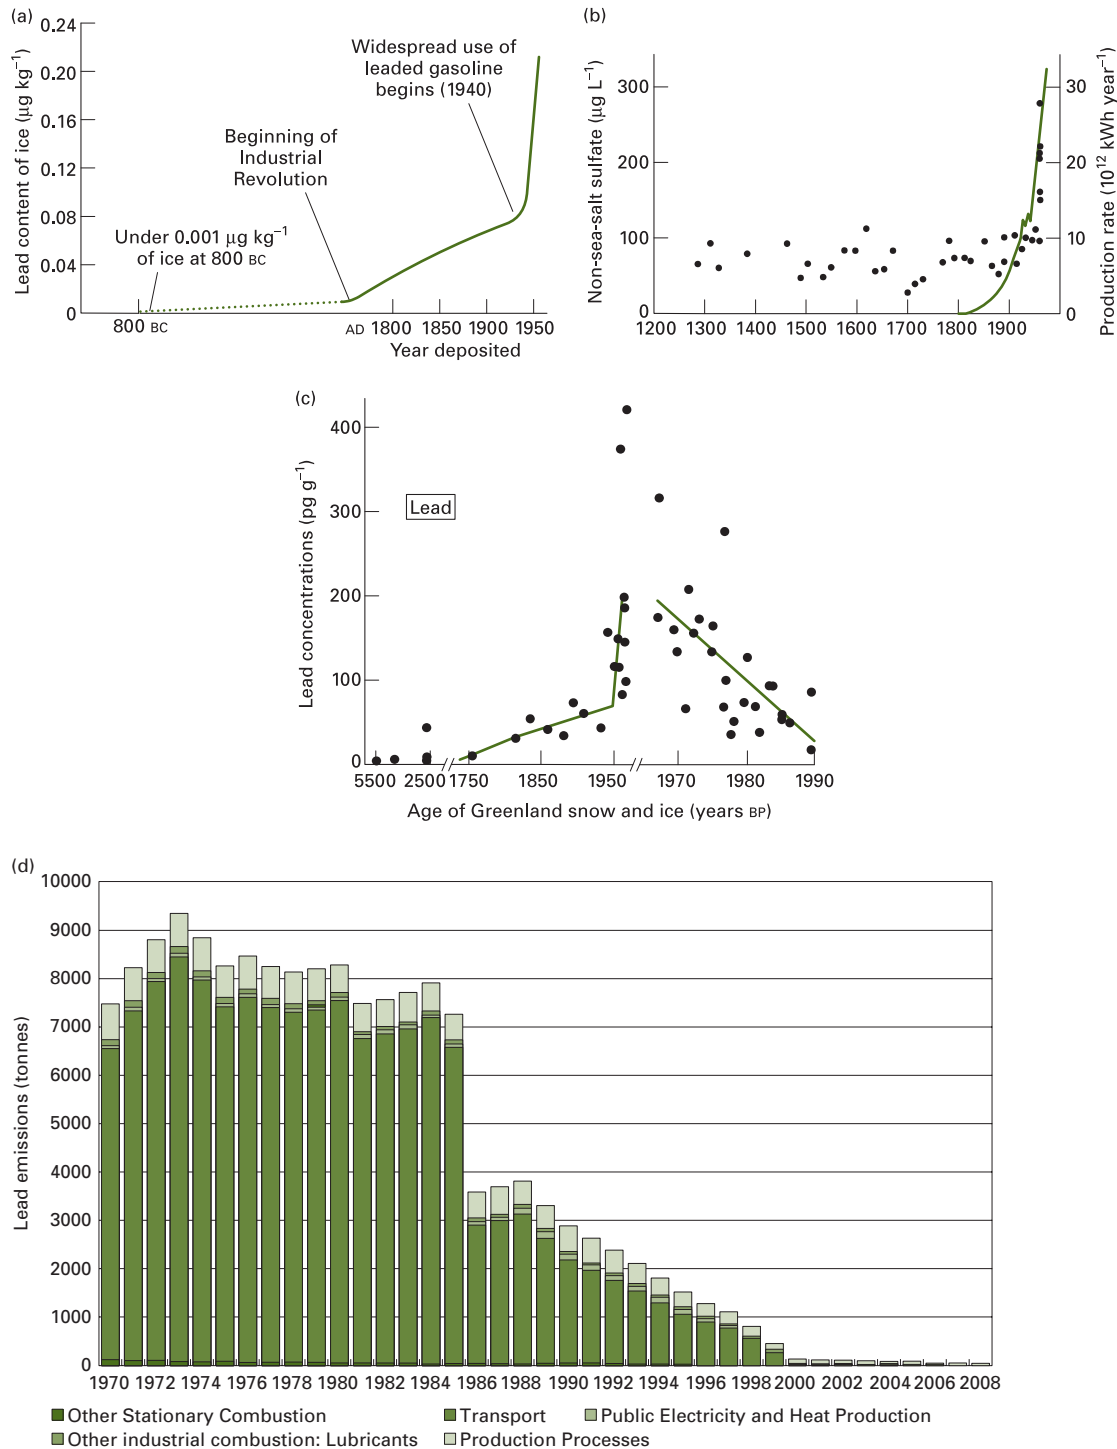 (a)
0.24
0.20
0.16
0.12
0.08
0.04
0
Lead content of ice (µg kg⁻¹)
Widespread use of
leaded gasoline
begins (1940)
Beginning of
Industrial
Revolution
Under 0.001 µg kg⁻¹
of ice at 800 BC
800 BC
AD 1800 1850 1900 1950
Year deposited
(b)
300
200
100
0
Non-sea-salt sulfate (µg L⁻¹)
30
20
10
0
Production rate (10¹² kWh year⁻¹)
1200 1300 1400 1500 1600 1700 1800 1900
(c)
400
300
200
100
0
Lead concentrations (pg g⁻¹)
Lead
5500 2500 1750 1850 1950 1970 1980 1990
Age of Greenland snow and ice (years BP)
(d)
10000
9000
8000
7000
6000
5000
4000
3000
2000
1000
0
Lead emissions (tonnes)
1970 1972 1974 1976 1978 1980 1982 1984 1986 1988 1990 1992 1994 1996 1998 2000 2002 2004 2006 2008
Other Stationary Combustion Transport Public Electricity and Heat Production
Other industrial combustion: Lubricants Production Processes